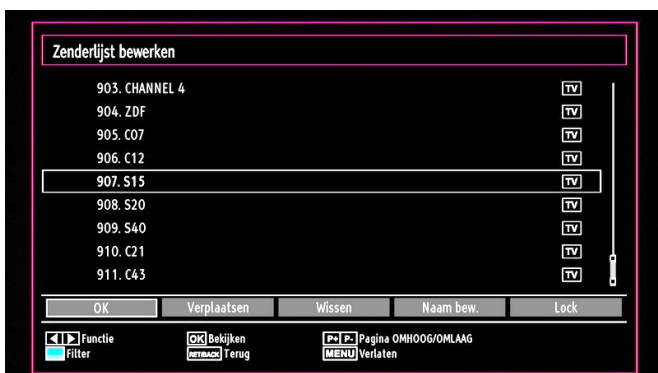 Zenderlijst bewerken
903. CHANNEL 4 TV
904. ZDF TV
905. C07 TV
906. C12 TV
907. S15 TV
908. S20 TV
909. S40 TV
910. C21 TV
911. C43 TV
OK Verplaatsen Wissen Naam bew. Lock
Functie OK Bekijken P+ P- Pagina OMHOOG/OMLAAG
Filter RET/BACK Terug MENU Verlaten